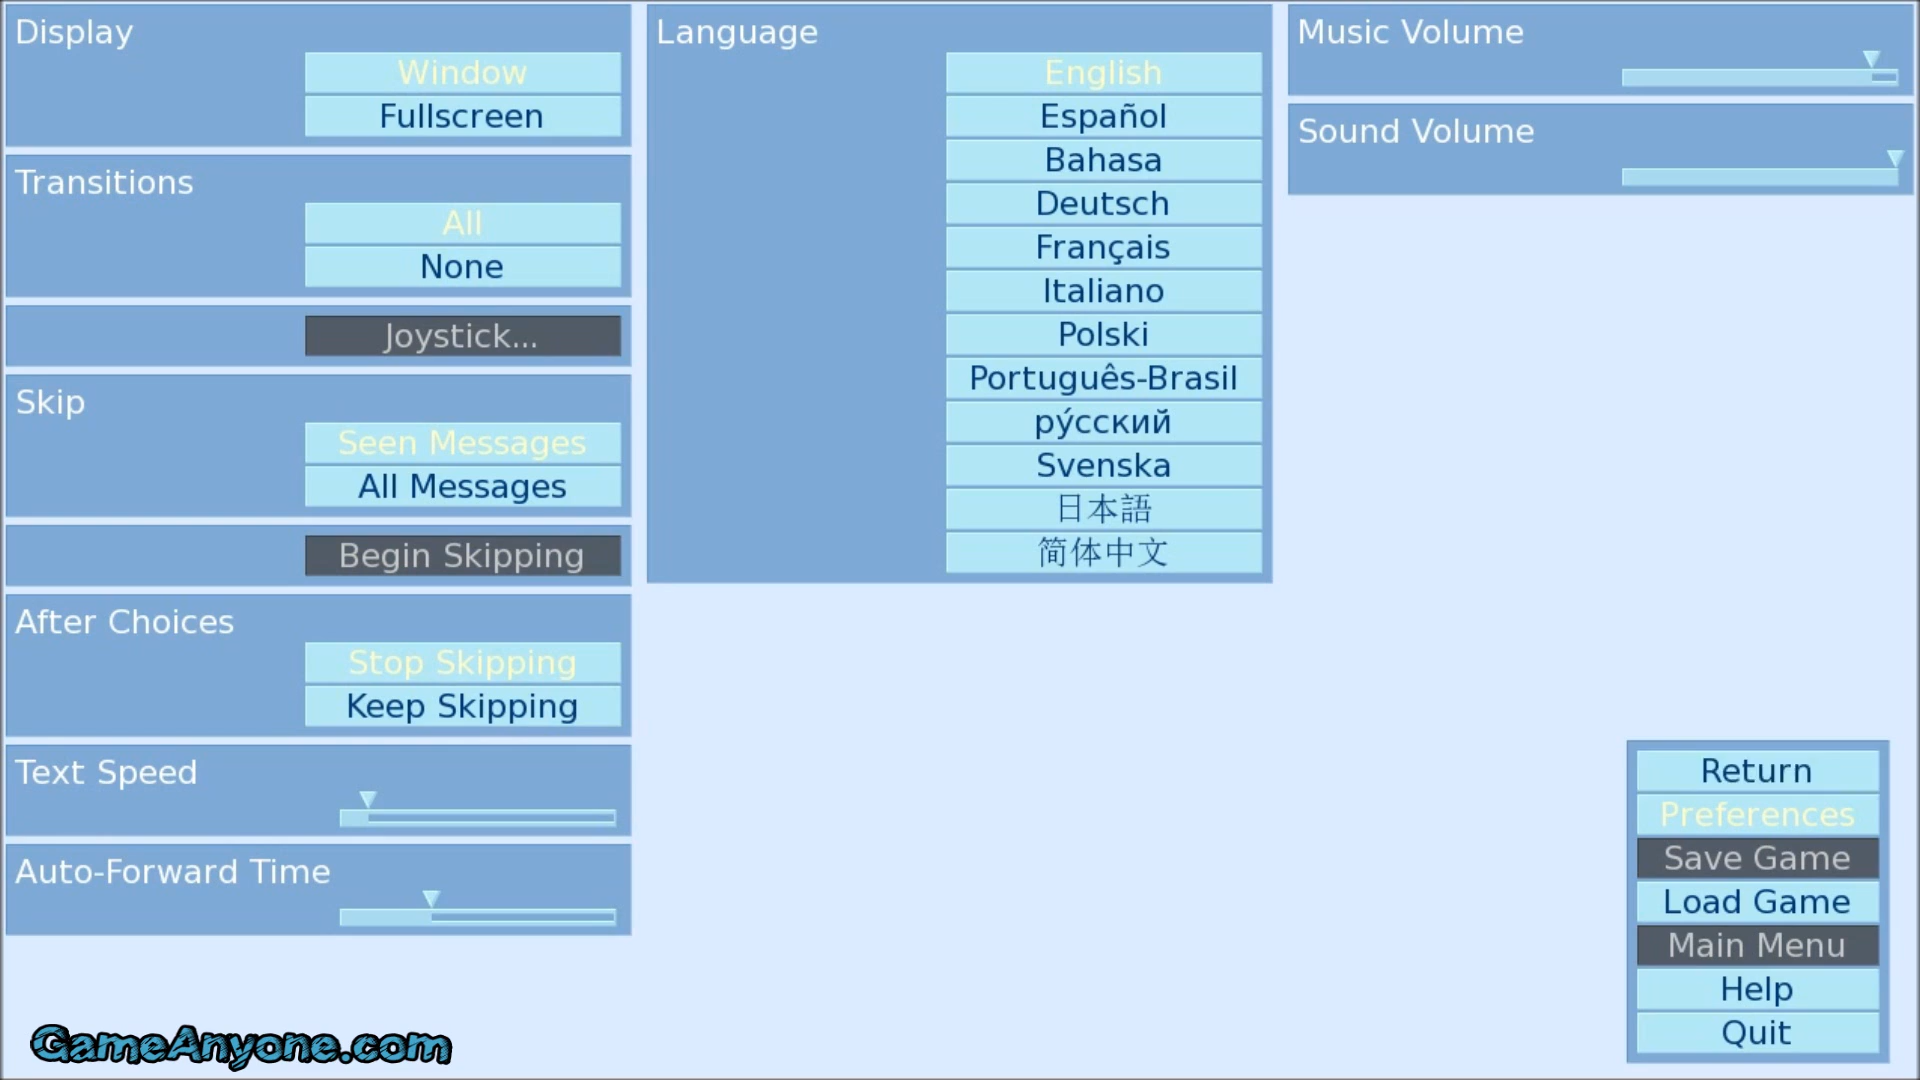 Display
Window
Fullscreen
Transitions
All
None
Joystick...
Skip
Seen Messages
All Messages
Begin Skipping
After Choices
Stop Skipping
Keep Skipping
Text Speed
Auto-Forward Time
Language
English
Español
Bahasa
Deutsch
Français
Italiano
Polski
Português-Brasil
ру́сский
Svenska
日本語
简体中文
Music Volume
Sound Volume
Return
Preferences
Save Game
Load Game
Main Menu
Help
Quit
GameAnyone.com